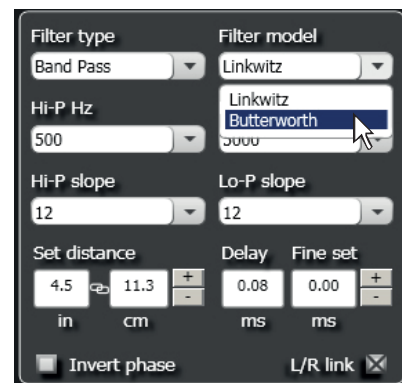 Filter type Filter model
Band Pass Linkwitz
Linkwitz
Hi-P Hz
Butterworth
500 5000
Hi-P slope Lo-P slope
12 12
Set distance Delay Fine set
4.5 11.3 + - 0.08 0.00 + -
in cm ms ms
Invert phase L/R link